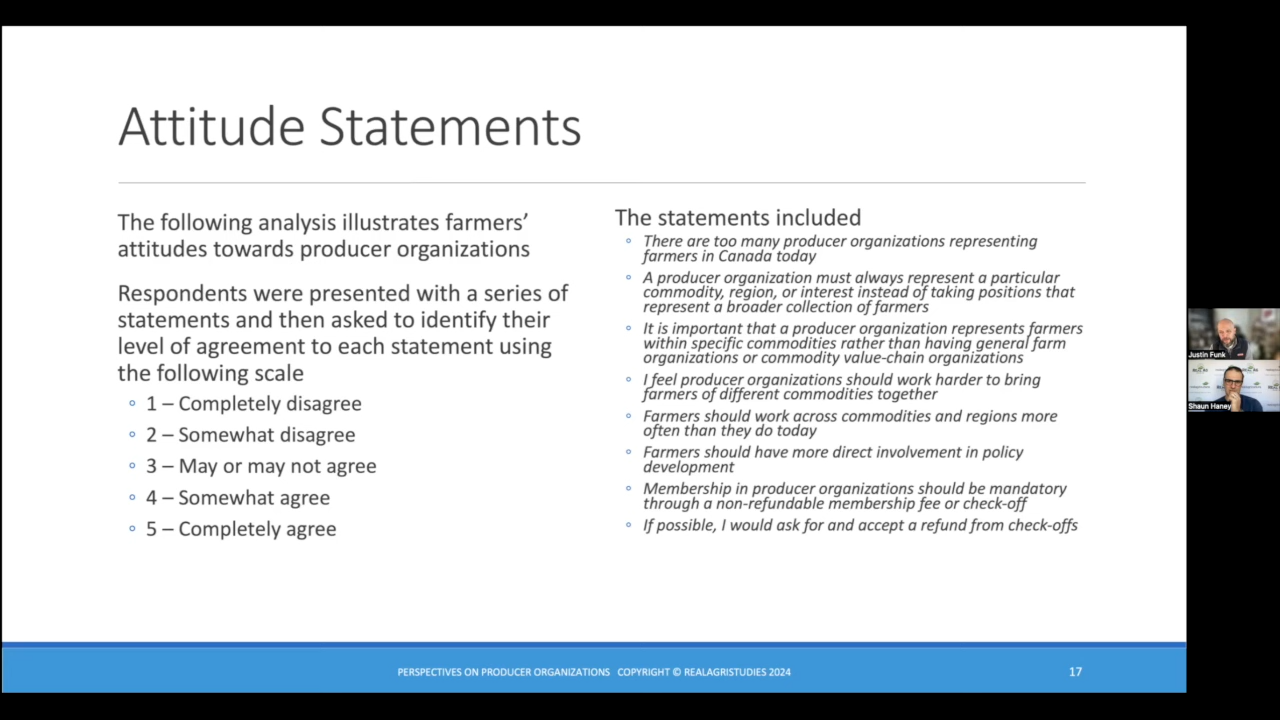 Attitude Statements
The following analysis illustrates farmers’
attitudes towards producer organizations
Respondents were presented with a series of
statements and then asked to identify their
level of agreement to each statement using
the following scale
◦ 1 – Completely disagree
◦ 2 – Somewhat disagree
◦ 3 – May or may not agree
◦ 4 – Somewhat agree
◦ 5 – Completely agree
The statements included
◦ There are too many producer organizations representing
farmers in Canada today
◦ A producer organization must always represent a particular
commodity, region, or interest instead of taking positions that
represent a broader collection of farmers
◦ It is important that a producer organization represents farmers
within specific commodities rather than having general farm
organizations or commodity value-chain organizations
◦ I feel producer organizations should work harder to bring
farmers of different commodities together
◦ Farmers should work across commodities and regions more
often than they do today
◦ Farmers should have more direct involvement in policy
development
◦ Membership in producer organizations should be mandatory
through a non-refundable membership fee or check-off
◦ If possible, I would ask for and accept a refund from check-offs
PERSPECTIVES ON PRODUCER ORGANIZATIONS COPYRIGHT © REALAGRISTUDIES 2024
17
Justin Funk
Shaun Haney